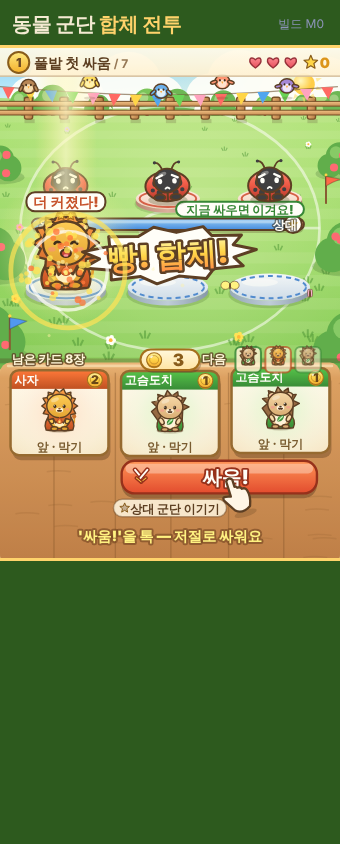 동물 군단 합체 전투
빌드 M0
1 풀밭 첫 싸움 / 7
0
더 커졌다!
지금 싸우면 이겨요!
상대
빵! 합체!
남은 카드 8장
3
다음
사자 2
고슴도치 1
고슴도치 1
앞 · 막기
앞 · 막기
앞 · 막기
싸움!
상대 군단 이기기
'싸움!'을 톡 — 저절로 싸워요